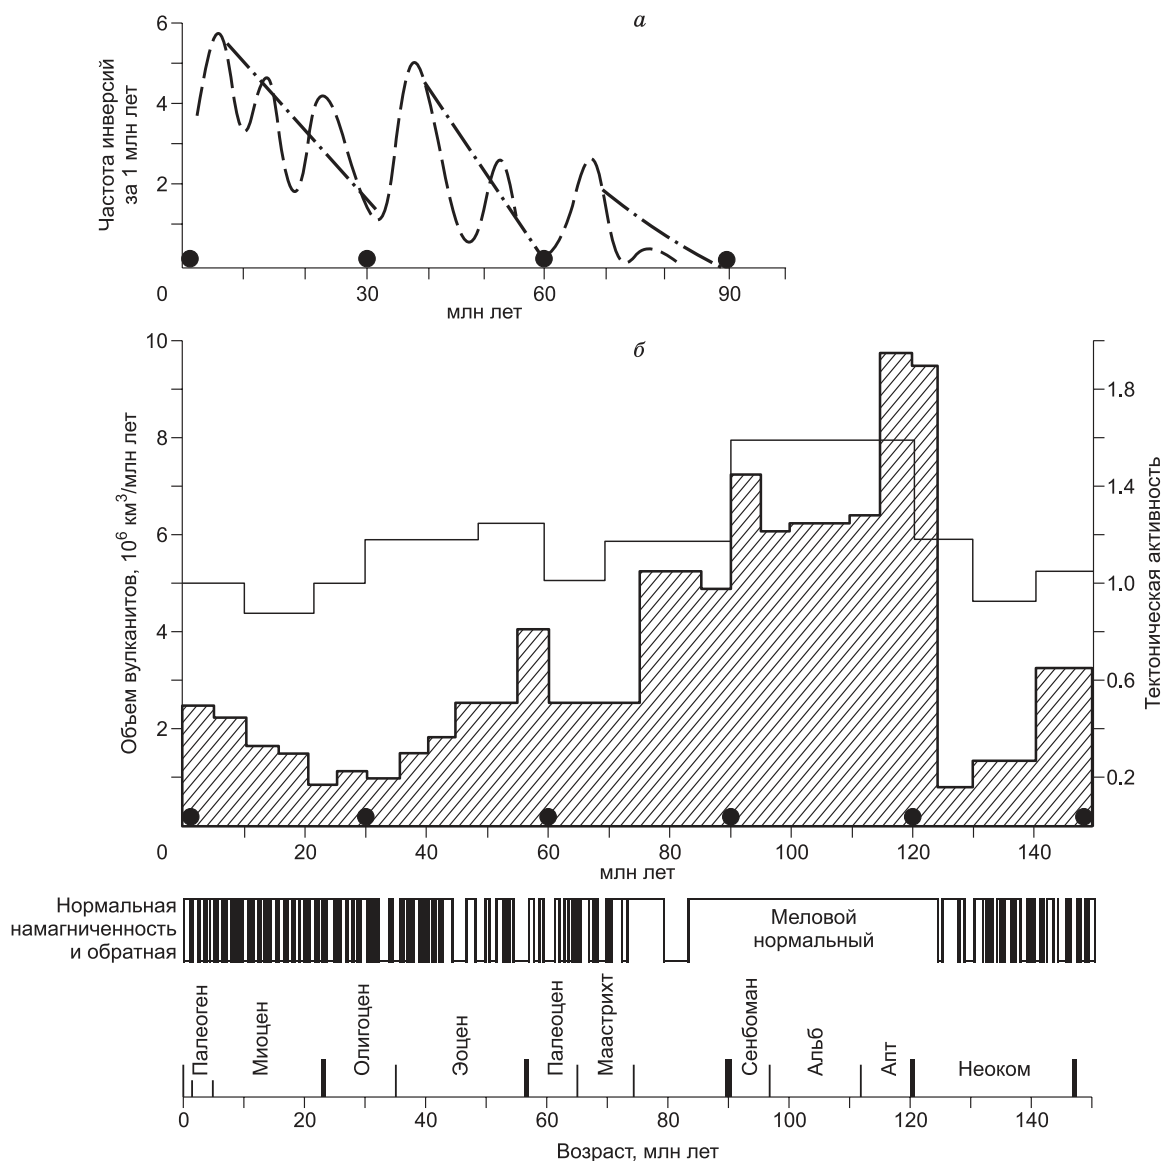 а
Частота инверсий
за 1 млн лет
6
4
2
0
30
60
90
млн лет
б
Объем вулканитов, 10⁶ км³/млн лет
10
8
6
4
2
0
20
40
60
80
100
120
140
млн лет
1.8
1.4
1.0
0.6
0.2
Тектоническая активность
Нормальная
намагниченность
и обратная
Меловой
нормальный
Палеоген
Миоцен
Олигоцен
Эоцен
Палеоцен
Маастрихт
Сенбоман
Альб
Апт
Неоком
0
20
40
60
80
100
120
140
Возраст, млн лет